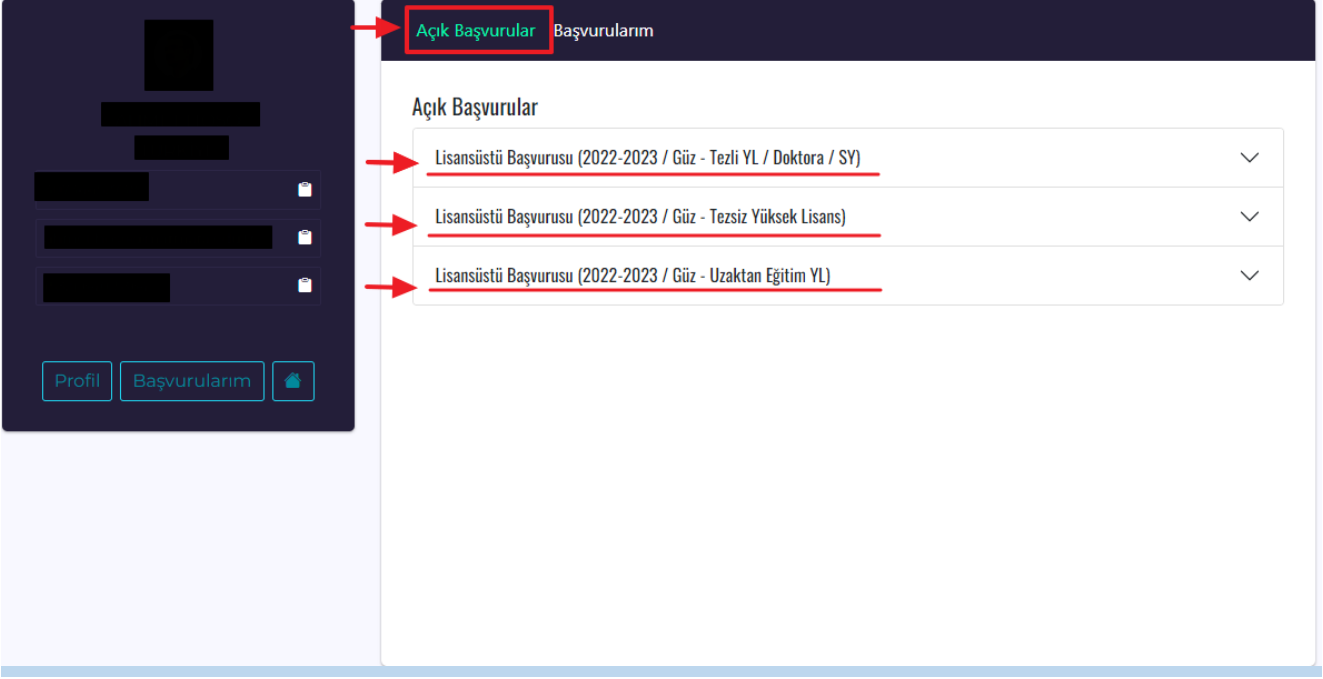 Açık Başvurular Başvurularım
Açık Başvurular
Lisansüstü Başvurusu (2022-2023 / Güz - Tezli YL / Doktora / SY)
Lisansüstü Başvurusu (2022-2023 / Güz - Tezsiz Yüksek Lisans)
Lisansüstü Başvurusu (2022-2023 / Güz - Uzaktan Eğitim YL)
Profil Başvurularım